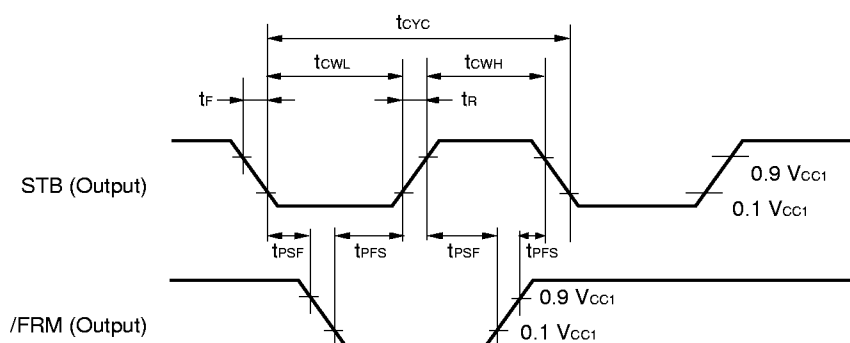 tCYC
tCWL tCWH
tF tR
STB (Output)
0.9 VCC1
0.1 VCC1
tPSF tPFS tPSF tPFS
/FRM (Output)
0.9 VCC1
0.1 VCC1